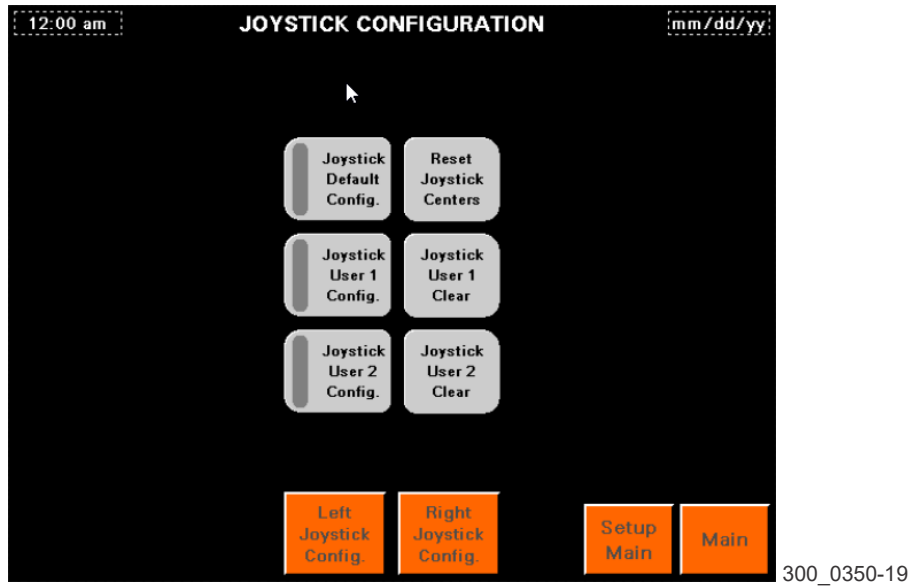 12:00 am
JOYSTICK CONFIGURATION
mm/dd/yy
Joystick
Default
Config.
Reset
Joystick
Centers
Joystick
User 1
Config.
Joystick
User 1
Clear
Joystick
User 2
Config.
Joystick
User 2
Clear
Left
Joystick
Config.
Right
Joystick
Config.
Setup
Main
Main
300_0350-19